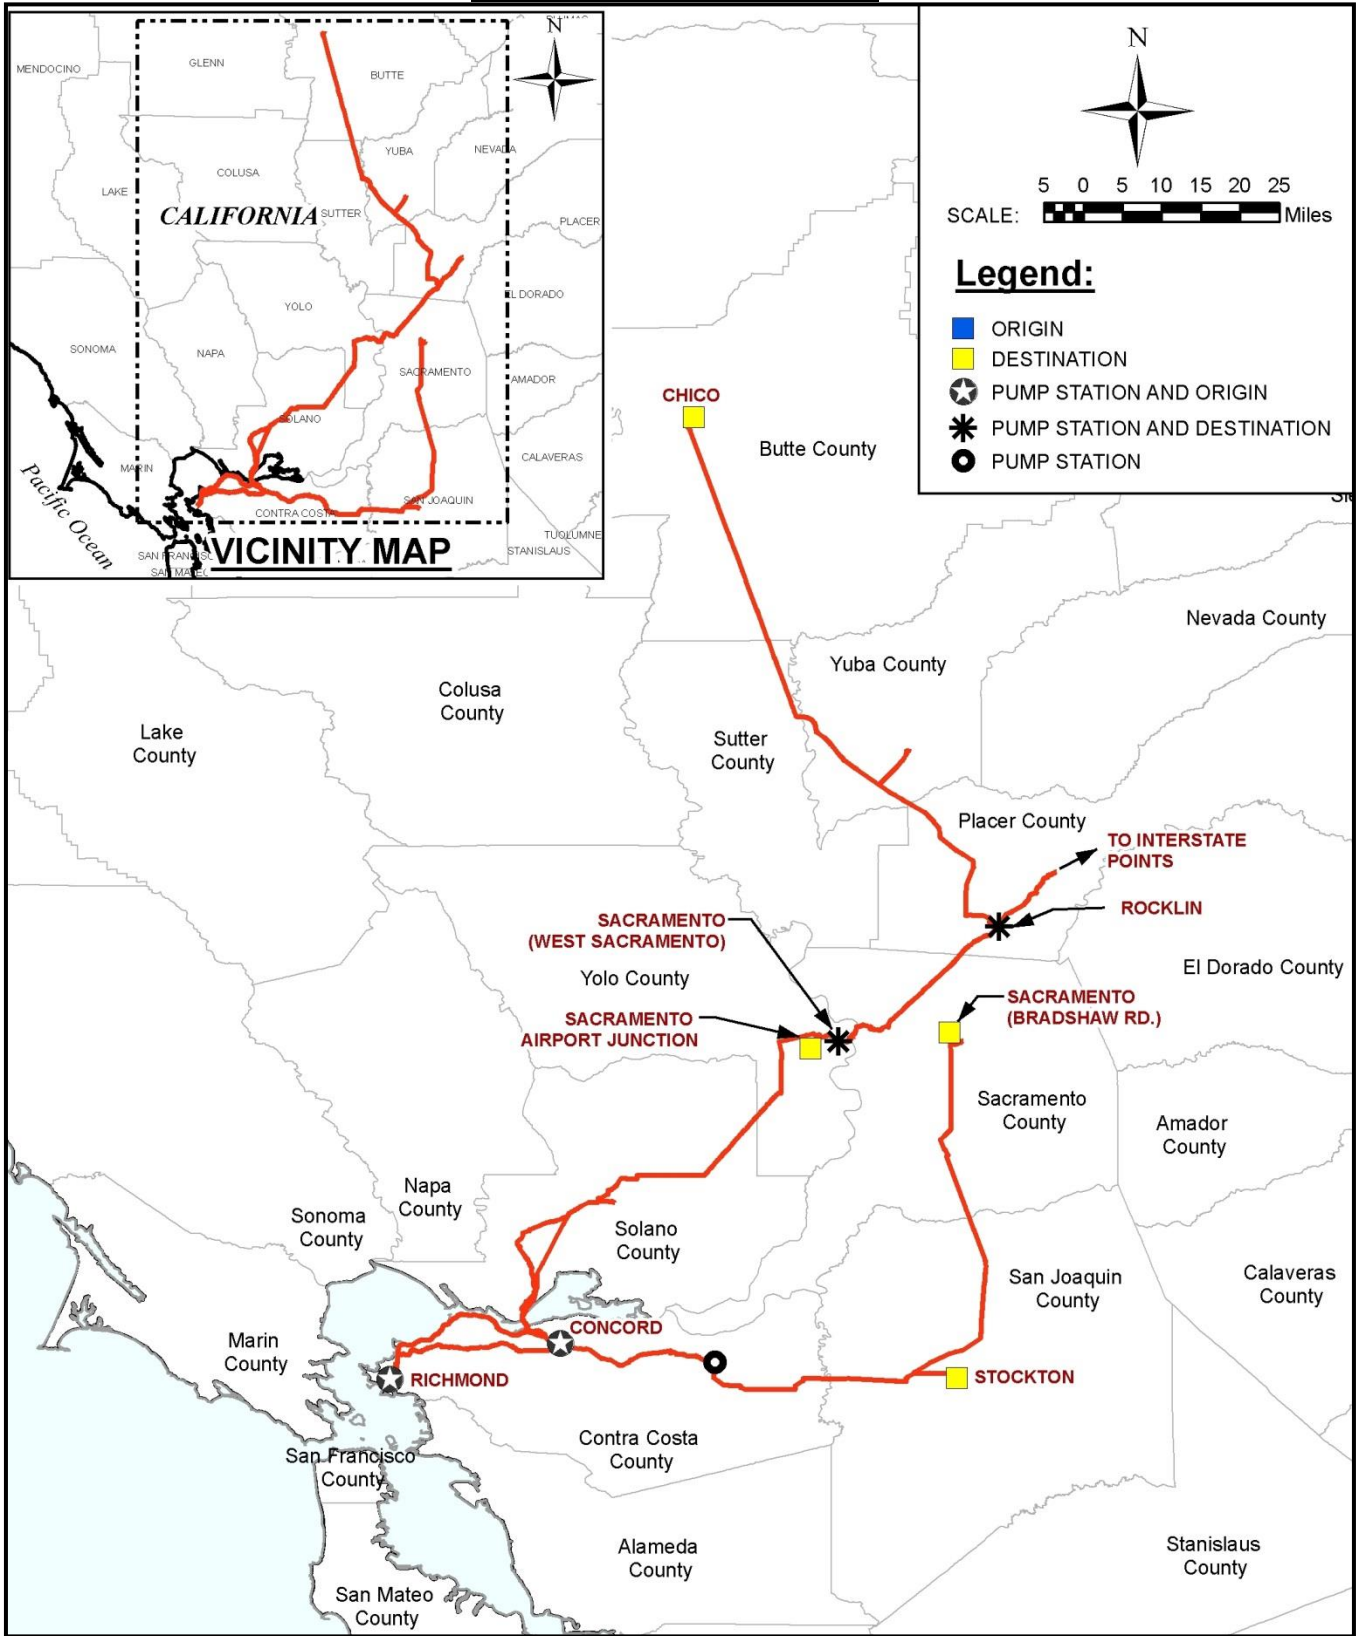 N
MENDOCINO
GLENN
BUTTE
COLUSA
YUBA
NEVADA
LAKE
CALIFORNIA
SUTTER
PLACER
YOLO
EL DORADO
SONOMA
NAPA
SACRAMENTO
AMADOR
SOLANO
CALAVERAS
MARIN
Pacific Ocean
SAN JOAQUIN
CONTRA COSTA
TUOLUMNE
STANISLAUS
VICINITY MAP
N
5 0 5 10 15 20 25
SCALE:
Miles
Legend:
ORIGIN
DESTINATION
PUMP STATION AND ORIGIN
PUMP STATION AND DESTINATION
PUMP STATION
CHICO
Butte County
Nevada County
Yuba County
Colusa
County
Lake
County
Sutter
County
Placer County
TO INTERSTATE
POINTS
ROCKLIN
SACRAMENTO
(WEST SACRAMENTO)
Yolo County
El Dorado County
SACRAMENTO
(BRADSHAW RD.)
SACRAMENTO
AIRPORT JUNCTION
Sacramento
County
Amador
County
Napa
County
Sonoma
County
Solano
County
San Joaquin
County
Calaveras
County
Marin
County
CONCORD
RICHMOND
STOCKTON
Contra Costa
County
San Francisco
County
Alameda
County
Stanislaus
County
San Mateo
County